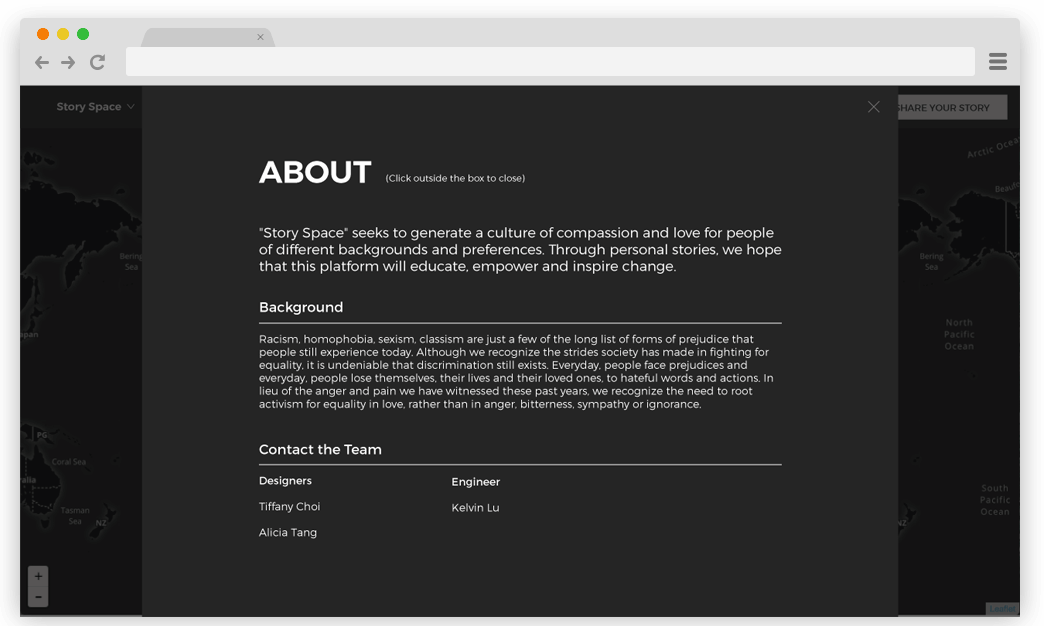 Story Space
SHARE YOUR STORY
ABOUT (Click outside the box to close)
"Story Space" seeks to generate a culture of compassion and love for people
of different backgrounds and preferences. Through personal stories, we hope
that this platform will educate, empower and inspire change.
Background
Racism, homophobia, sexism, classism are just a few of the long list of forms of prejudice that
people still experience today. Although we recognize the strides society has made in fighting for
equality, it is undeniable that discrimination still exists. Everyday, people face prejudices and
everyday, people lose themselves, their lives and their loved ones, to hateful words and actions. In
lieu of the anger and pain we have witnessed these past years, we recognize the need to root
activism for equality in love, rather than in anger, bitterness, sympathy or ignorance.
Contact the Team
Designers Engineer
Tiffany Choi Kelvin Lu
Alicia Tang
Bering
Sea
apan
PG
Coral Sea
alia
Tasman
Sea
NZ
+
-
Arctic Ocea
Beaufo
Bering
Sea
North
Pacific
Ocean
South
Pacific
Ocean
NZ
Leaflet